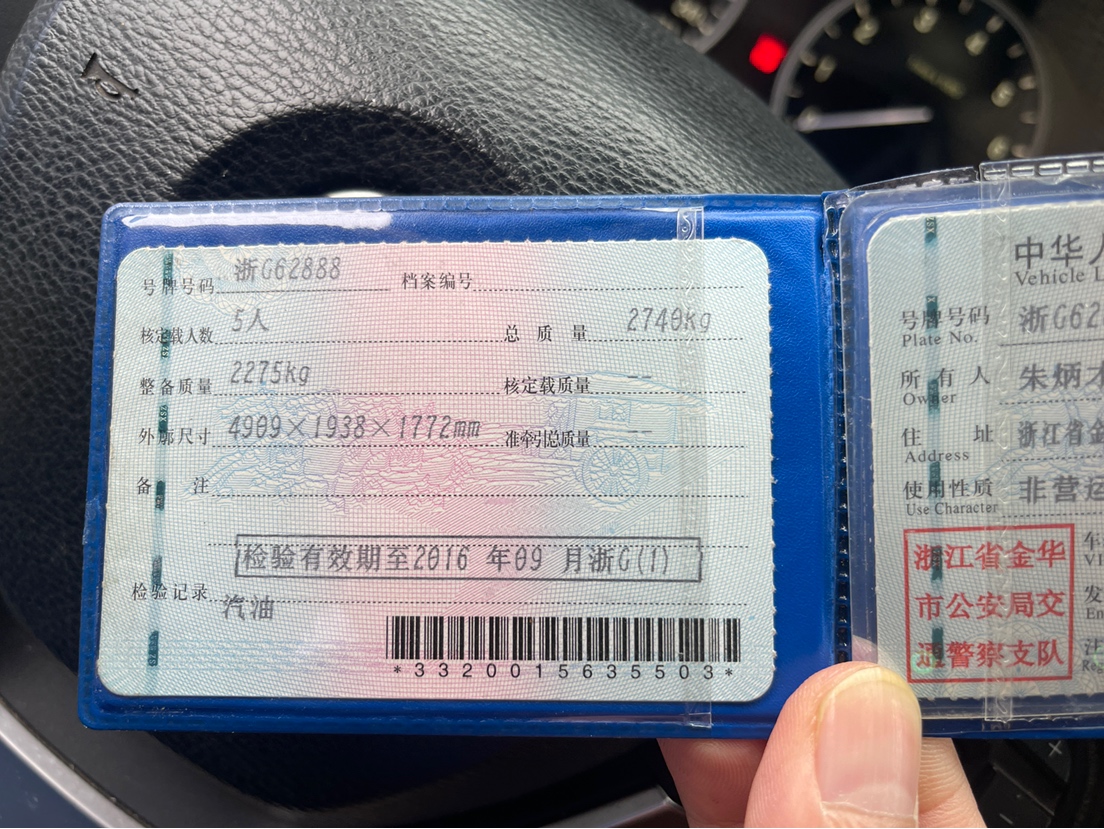 号牌号码 浙G62888 档案编号
核定载人数 5人 总质量 2740kg
整备质量 2275kg 核定载质量 --
外廓尺寸 4909×1938×1772mm 准牵引总质量 --
备注
检验有效期至2016 年09 月浙G(1)
检验记录 汽油
*3320015635503*
中华人
Vehicle L
号牌号码 浙G62
Plate No.
所有人 朱炳
Owner
住址 浙江省金
Address
使用性质 非营运
Use Character
浙江省金华
市公安局交
通警察支队